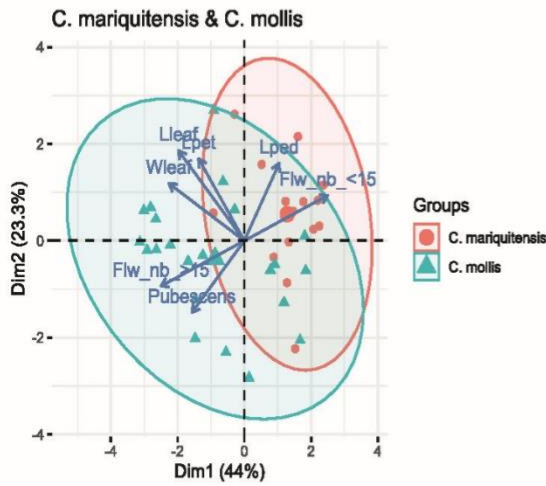 C. mariquitensis & C. mollis
4
Lleaf
Lpet
Lped
2
Wleaf
Flw_nb_<15
Groups
C. mariquitensis
C. mollis
Dim2 (23.3%)
0
Flw_nb_>15
Pubescens
-2
-4
-4 -2 0 2 4
Dim1 (44%)